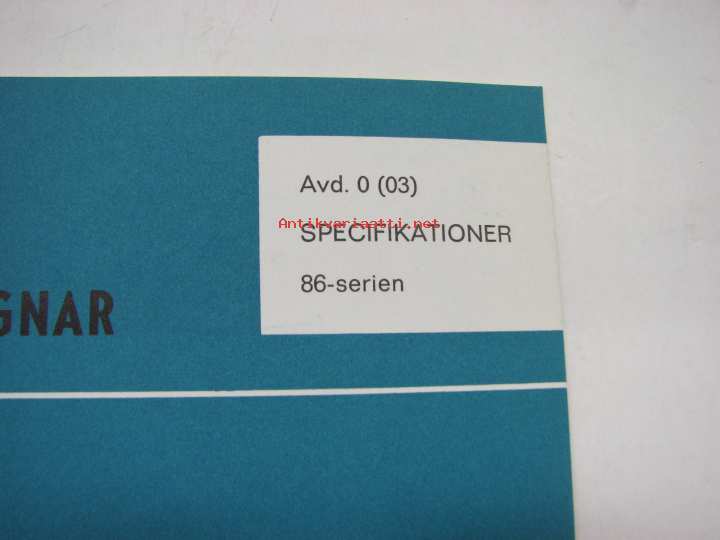 Avd. 0 (03)
Antikvariaatti.net
SPECIFIKATIONER
86-serien
GNAR